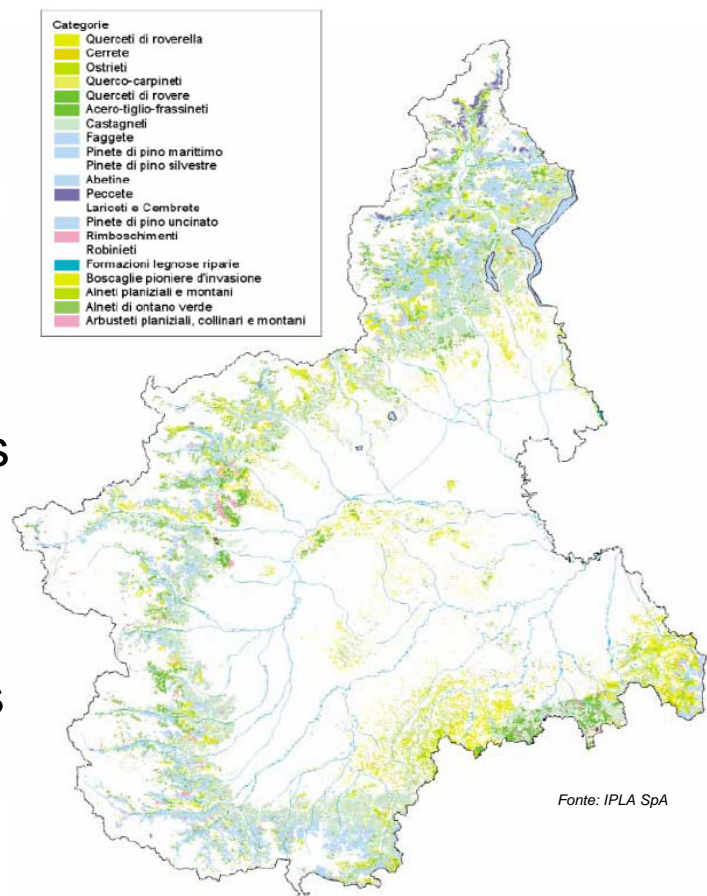 Categorie
Querceti di roverella
Cerrete
Ostrieti
Querco-carpineti
Querceti di rovere
Acero-tiglio-frassineti
Castagneti
Faggete
Pinete di pino marittimo
Pinete di pino silvestre
Abetine
Peccete
Lariceti e Cembrete
Pinete di pino uncinato
Rimboschimenti
Robinieti
Formazioni legnose riparie
Boscaglie pioniere d'invasione
Alneti planiziali e montani
Alneti di ontano verde
Arbusteti planiziali, collinari e montani
s
s
Fonte: IPLA SpA